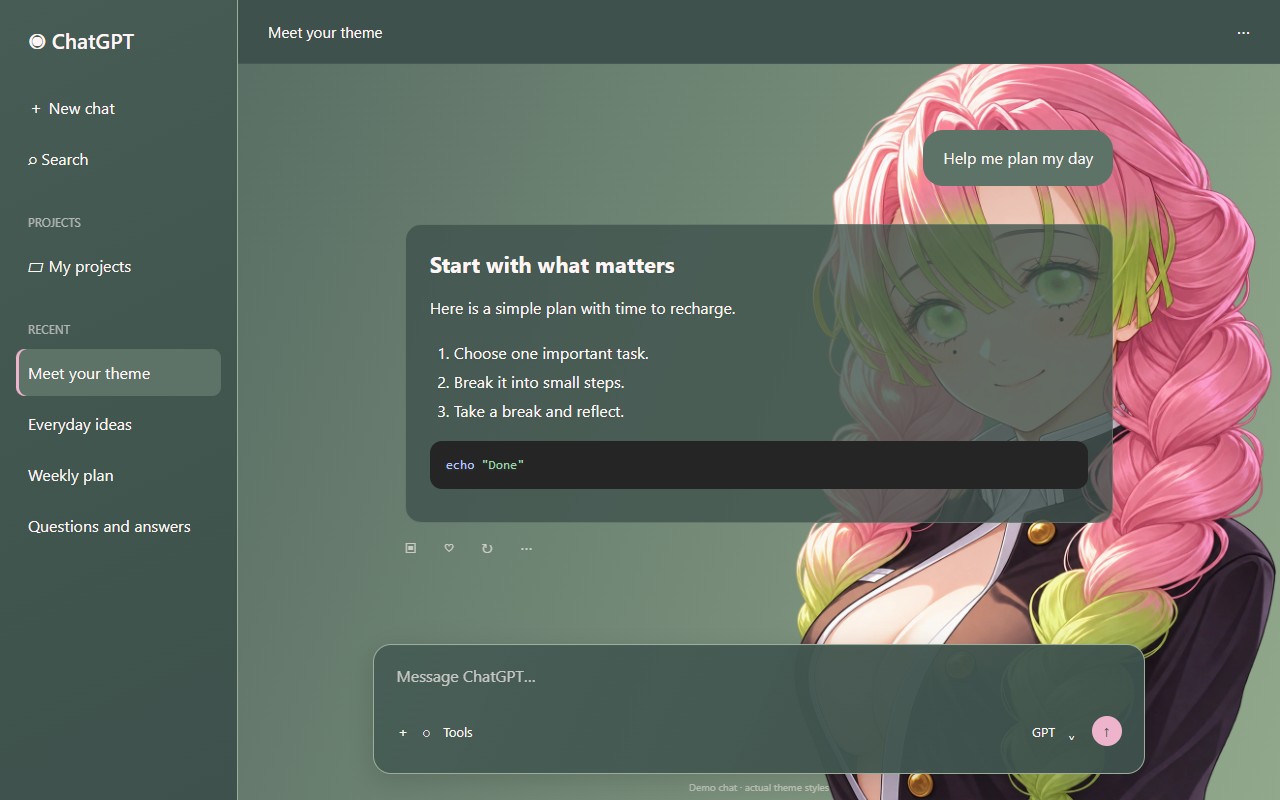 ChatGPT
Meet your theme
+ New chat
Search
PROJECTS
My projects
RECENT
Meet your theme
Everyday ideas
Weekly plan
Questions and answers
Help me plan my day
Start with what matters
Here is a simple plan with time to recharge.
1. Choose one important task.
2. Break it into small steps.
3. Take a break and reflect.
echo "Done"
Message ChatGPT...
+ Tools
GPT
Demo chat · actual theme styles